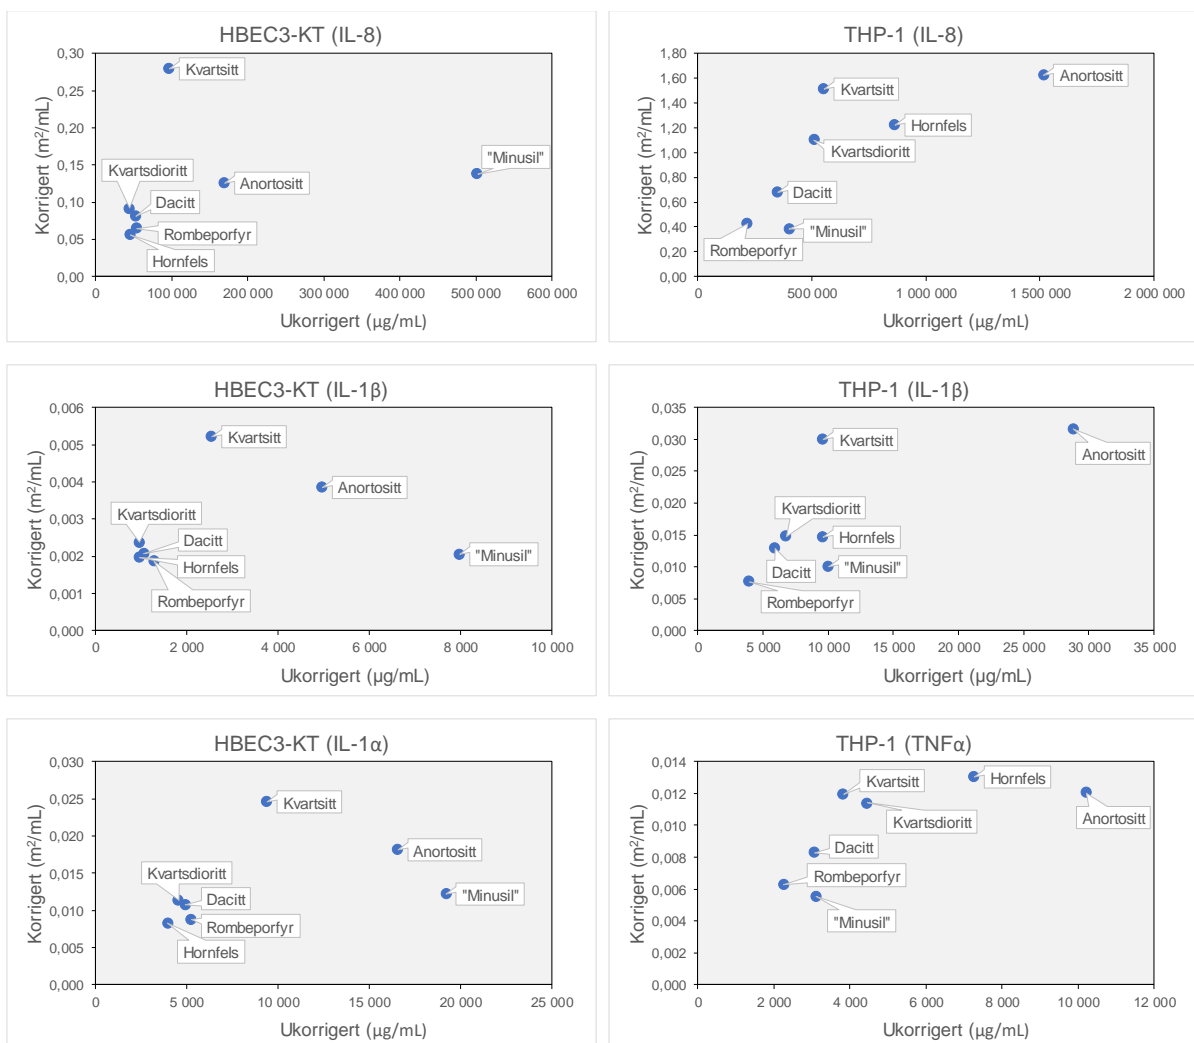 HBEC3-KT (IL-8)
Korrigert (m²/mL)
0,30
0,25
0,20
0,15
0,10
0,05
0,00
Kvartsitt
"Minusil"
Anortositt
Kvartsdioritt
Dacitt
Rombeporfyr
Hornfels
0 100 000 200 000 300 000 400 000 500 000 600 000
Ukorrigert (µg/mL)
THP-1 (IL-8)
Korrigert (m²/mL)
1,80
1,60
1,40
1,20
1,00
0,80
0,60
0,40
0,20
0,00
Anortositt
Kvartsitt
Hornfels
Kvartsdioritt
Dacitt
"Minusil"
Rombeporfyr
0 500 000 1 000 000 1 500 000 2 000 000
Ukorrigert (µg/mL)
HBEC3-KT (IL-1β)
Korrigert (m²/mL)
0,006
0,005
0,004
0,003
0,002
0,001
0,000
Kvartsitt
Anortositt
Kvartsdioritt
Dacitt
"Minusil"
Hornfels
Rombeporfyr
0 2 000 4 000 6 000 8 000 10 000
Ukorrigert (µg/mL)
THP-1 (IL-1β)
Korrigert (m²/mL)
0,035
0,030
0,025
0,020
0,015
0,010
0,005
0,000
Kvartsitt
Anortositt
Kvartsdioritt
Hornfels
Dacitt
"Minusil"
Rombeporfyr
0 5 000 10 000 15 000 20 000 25 000 30 000 35 000
Ukorrigert (µg/mL)
HBEC3-KT (IL-1α)
Korrigert (m²/mL)
0,030
0,025
0,020
0,015
0,010
0,005
0,000
Kvartsitt
Anortositt
Kvartsdioritt
"Minusil"
Dacitt
Rombeporfyr
Hornfels
0 5 000 10 000 15 000 20 000 25 000
Ukorrigert (µg/mL)
THP-1 (TNFα)
Korrigert (m²/mL)
0,014
0,012
0,010
0,008
0,006
0,004
0,002
0,000
Hornfels
Kvartsitt
Anortositt
Kvartsdioritt
Dacitt
Rombeporfyr
"Minusil"
0 2 000 4 000 6 000 8 000 10 000 12 000
Ukorrigert (µg/mL)